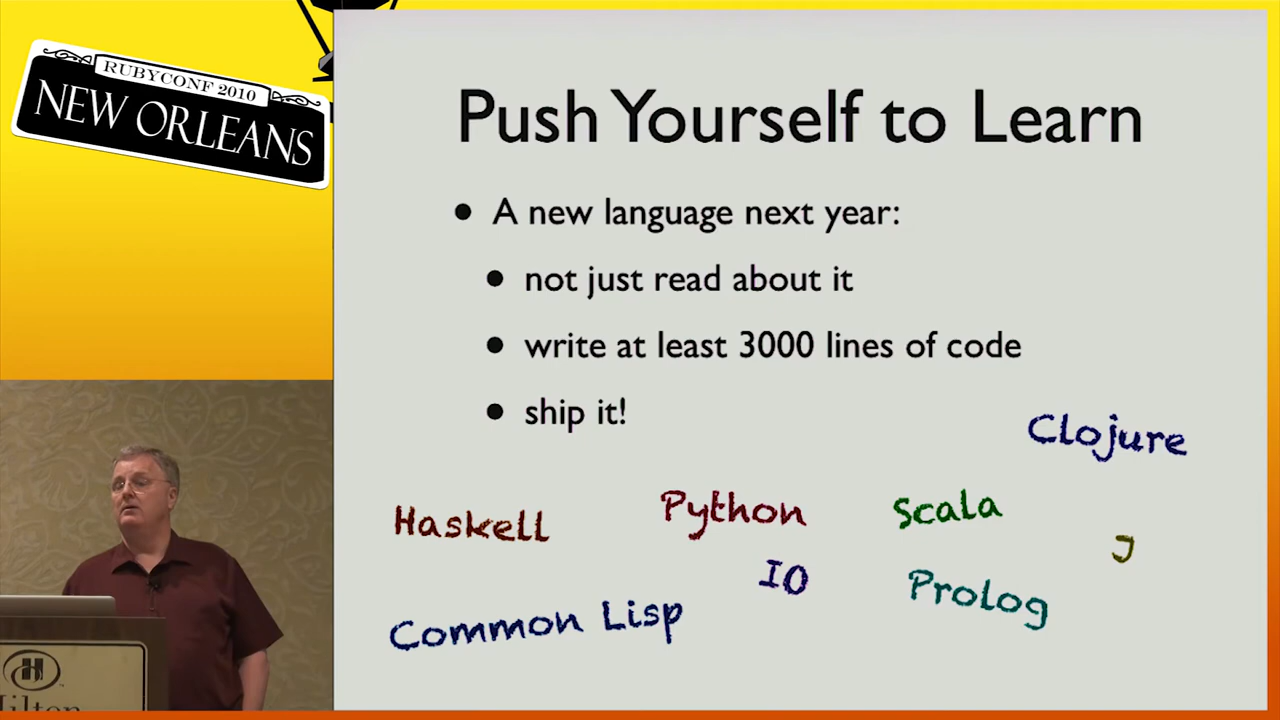 RUBYCONF 2010
NEW ORLEANS
Push Yourself to Learn
• A new language next year:
• not just read about it
• write at least 3000 lines of code
• ship it!
Clojure
Haskell
Python
Scala
J
IO
Prolog
Common Lisp
Hilton